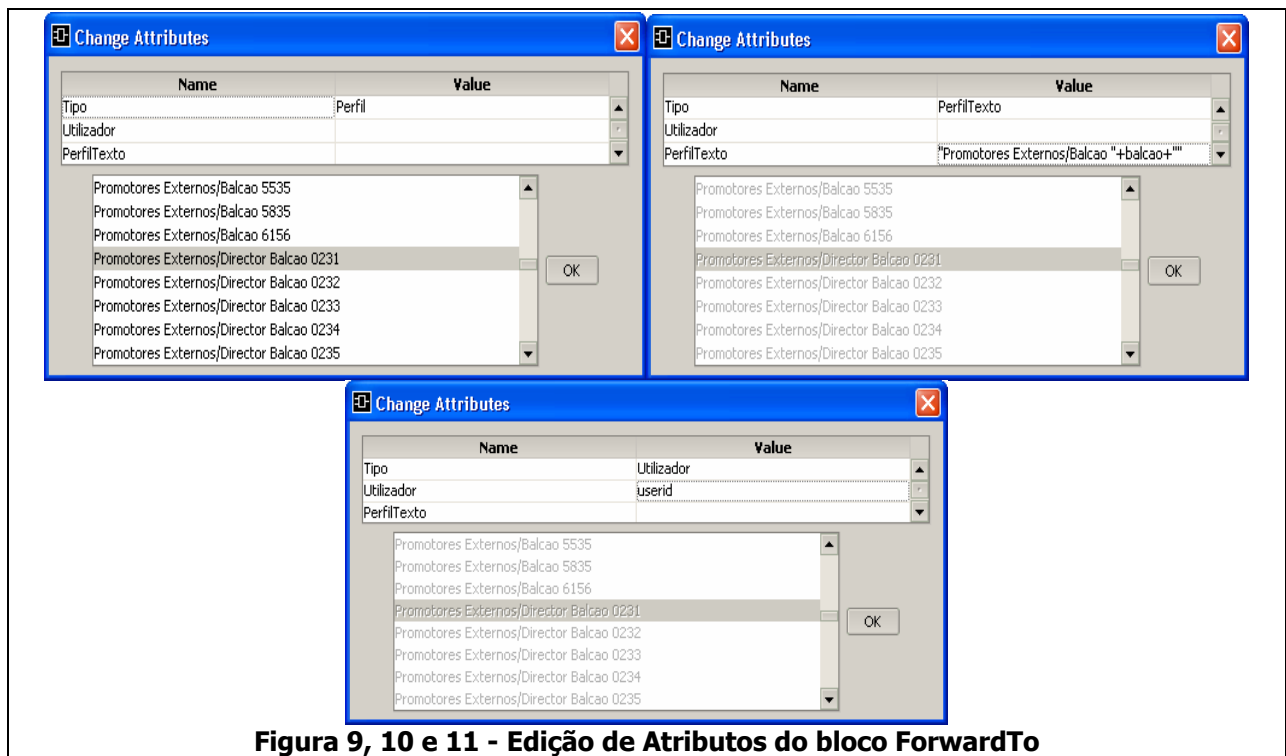 Change Attributes
Name Value
Tipo Perfil
Utilizador
PerfilTexto
Promotores Externos/Balcao 5535
Promotores Externos/Balcao 5835
Promotores Externos/Balcao 6156
Promotores Externos/Director Balcao 0231
Promotores Externos/Director Balcao 0232
Promotores Externos/Director Balcao 0233
Promotores Externos/Director Balcao 0234
Promotores Externos/Director Balcao 0235
OK
Change Attributes
Name Value
Tipo PerfilTexto
Utilizador
PerfilTexto "Promotores Externos/Balcao "+balcao+""
Promotores Externos/Balcao 5535
Promotores Externos/Balcao 5835
Promotores Externos/Balcao 6156
Promotores Externos/Director Balcao 0231
Promotores Externos/Director Balcao 0232
Promotores Externos/Director Balcao 0233
Promotores Externos/Director Balcao 0234
Promotores Externos/Director Balcao 0235
OK
Change Attributes
Name Value
Tipo Utilizador
Utilizador userid
PerfilTexto
Promotores Externos/Balcao 5535
Promotores Externos/Balcao 5835
Promotores Externos/Balcao 6156
Promotores Externos/Director Balcao 0231
Promotores Externos/Director Balcao 0232
Promotores Externos/Director Balcao 0233
Promotores Externos/Director Balcao 0234
Promotores Externos/Director Balcao 0235
OK
Figura 9, 10 e 11 - Edição de Atributos do bloco ForwardTo